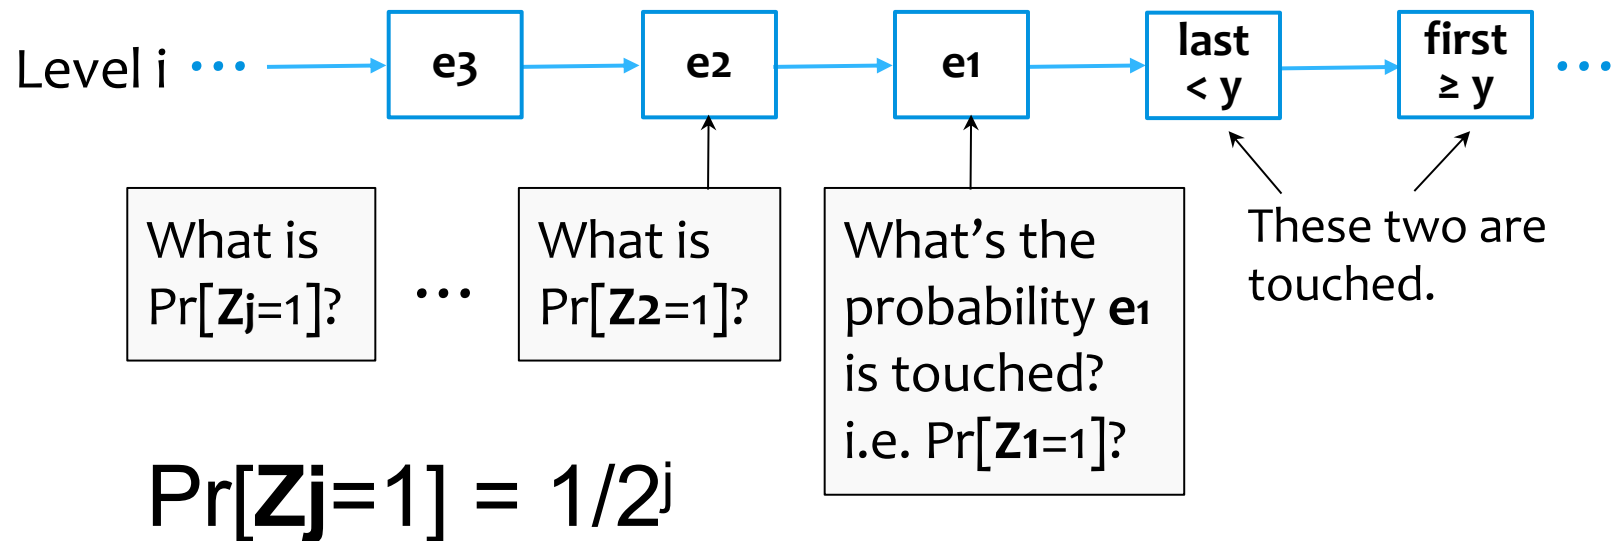 Level i ... e3 e2 e1 last < y first ≥ y ...
What is
Pr[Zj=1]?
...
What is
Pr[Z2=1]?
What's the
probability e1
is touched?
i.e. Pr[Z1=1]?
These two are
touched.
Pr[Zj=1] = 1/2ʲ